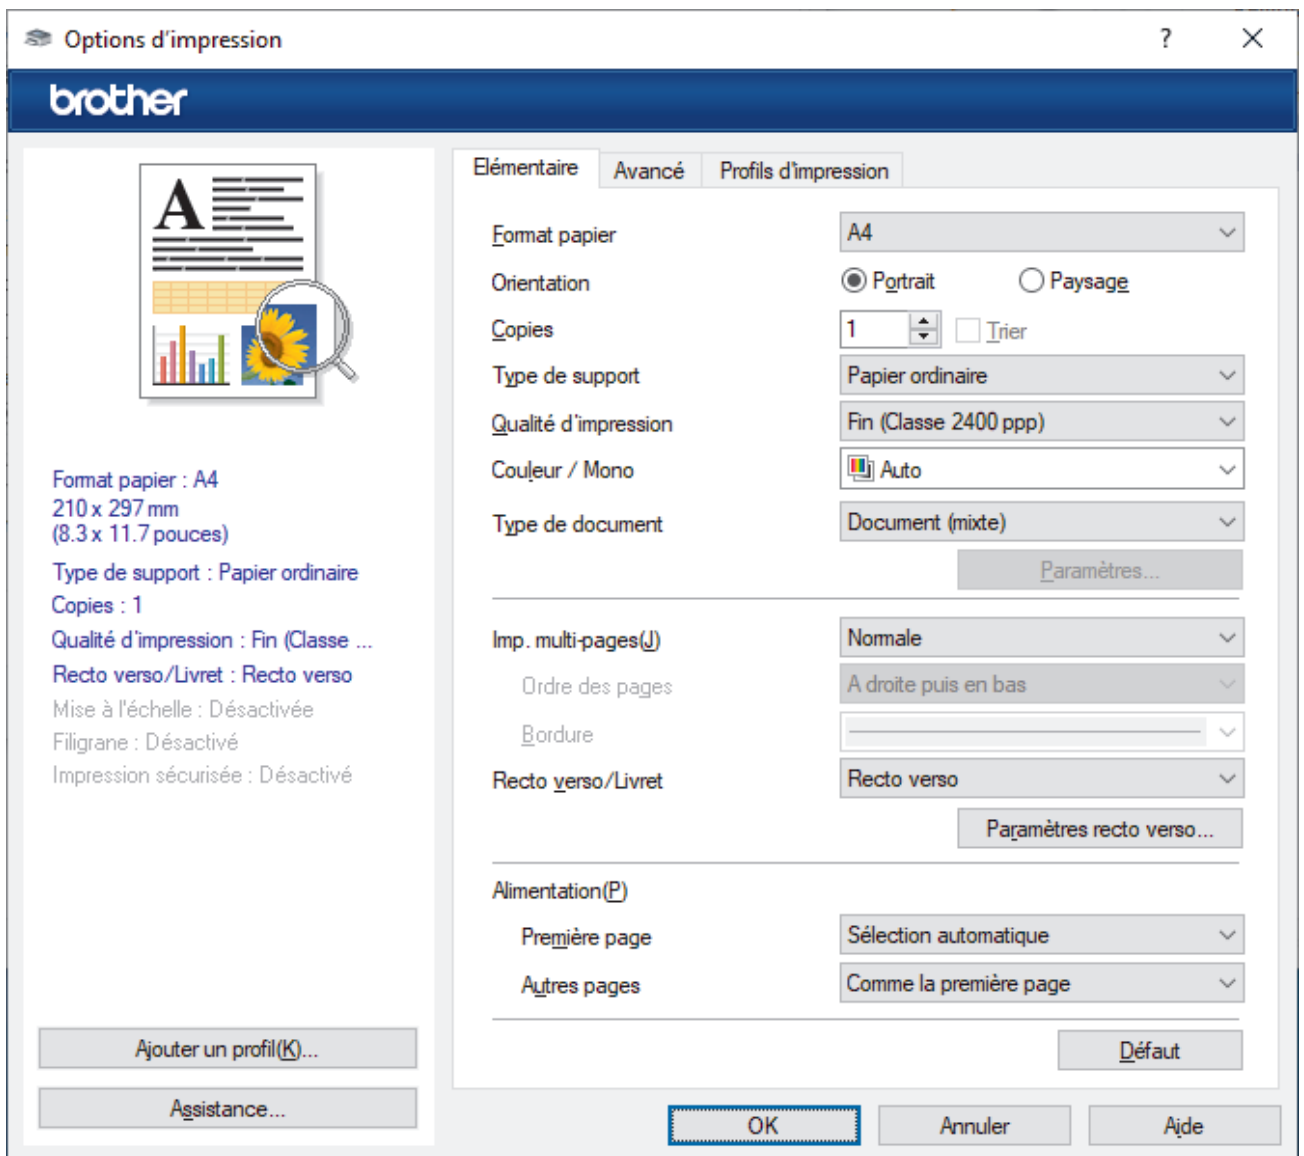 Options d'impression
?
brother
A
Format papier : A4
210 x 297 mm
(8.3 x 11.7 pouces)
Type de support : Papier ordinaire
Copies : 1
Qualité d'impression : Fin (Classe ...
Recto verso/Livret : Recto verso
Mise à l'échelle : Désactivée
Filigrane : Désactivé
Impression sécurisée : Désactivé
Ajouter un profil(K)...
Assistance...
Elémentaire Avancé Profils d'impression
Format papier A4
Orientation Portrait Paysage
Copies 1 Trier
Type de support Papier ordinaire
Qualité d'impression Fin (Classe 2400 ppp)
Couleur / Mono Auto
Type de document Document (mixte)
Paramètres...
Imp. multi-pages(J) Normale
Ordre des pages A droite puis en bas
Bordure
Recto verso/Livret Recto verso
Paramètres recto verso...
Alimentation(P)
Première page Sélection automatique
Autres pages Comme la première page
Défaut
OK Annuler Aide